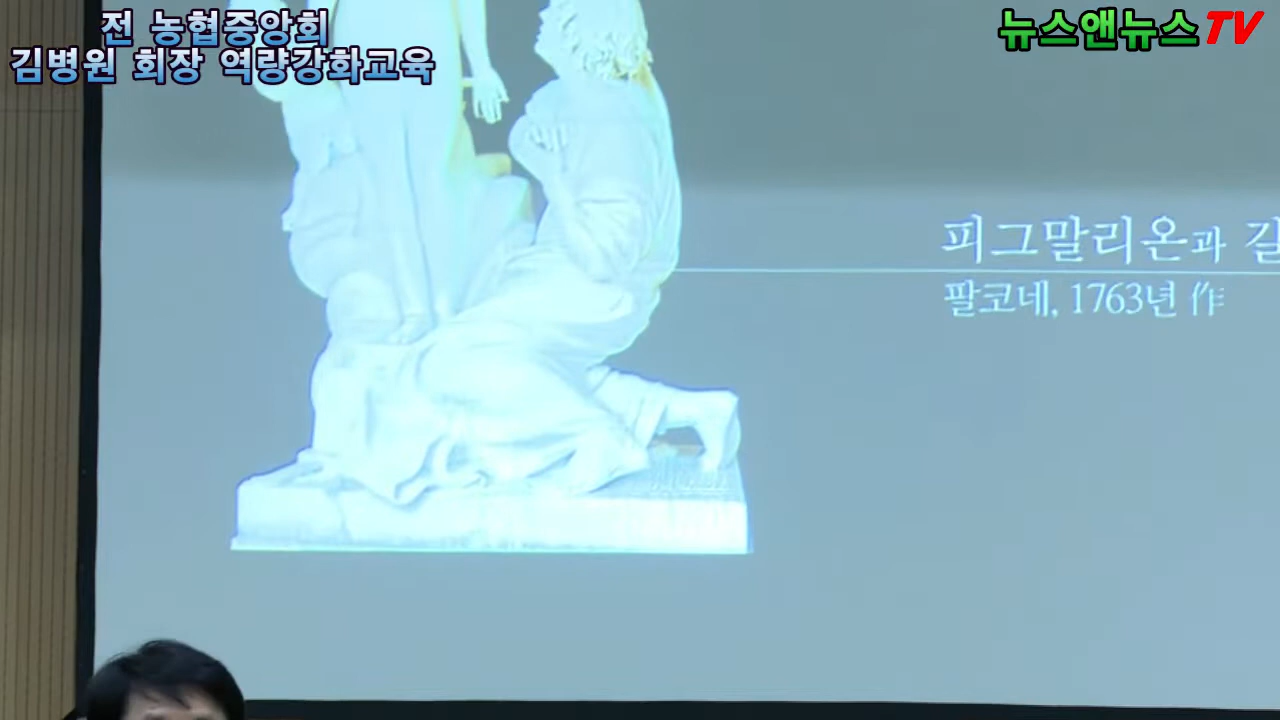 전 농협중앙회
김병원 회장 역량강화교육
뉴스앤뉴스TV
피그말리온과
팔코네, 1763년 作